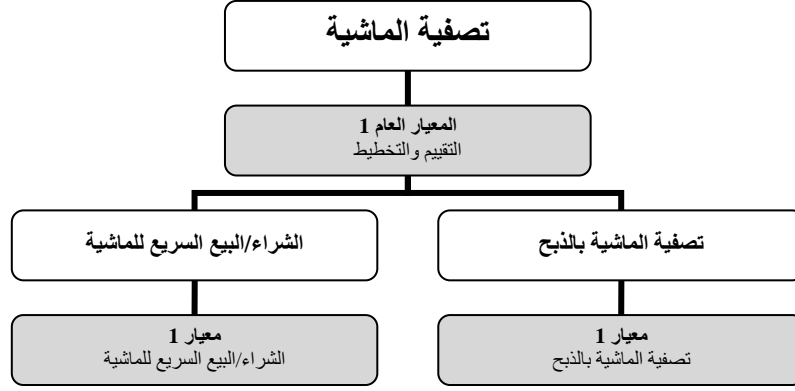 تصفية الماشية
المعيار العام 1
التقييم والتخطيط
تصفية الماشية بالذبح
الشراء/البيع السريع للماشية
معيار 1
تصفية الماشية بالذبح
معيار 1
الشراء/البيع السريع للماشية